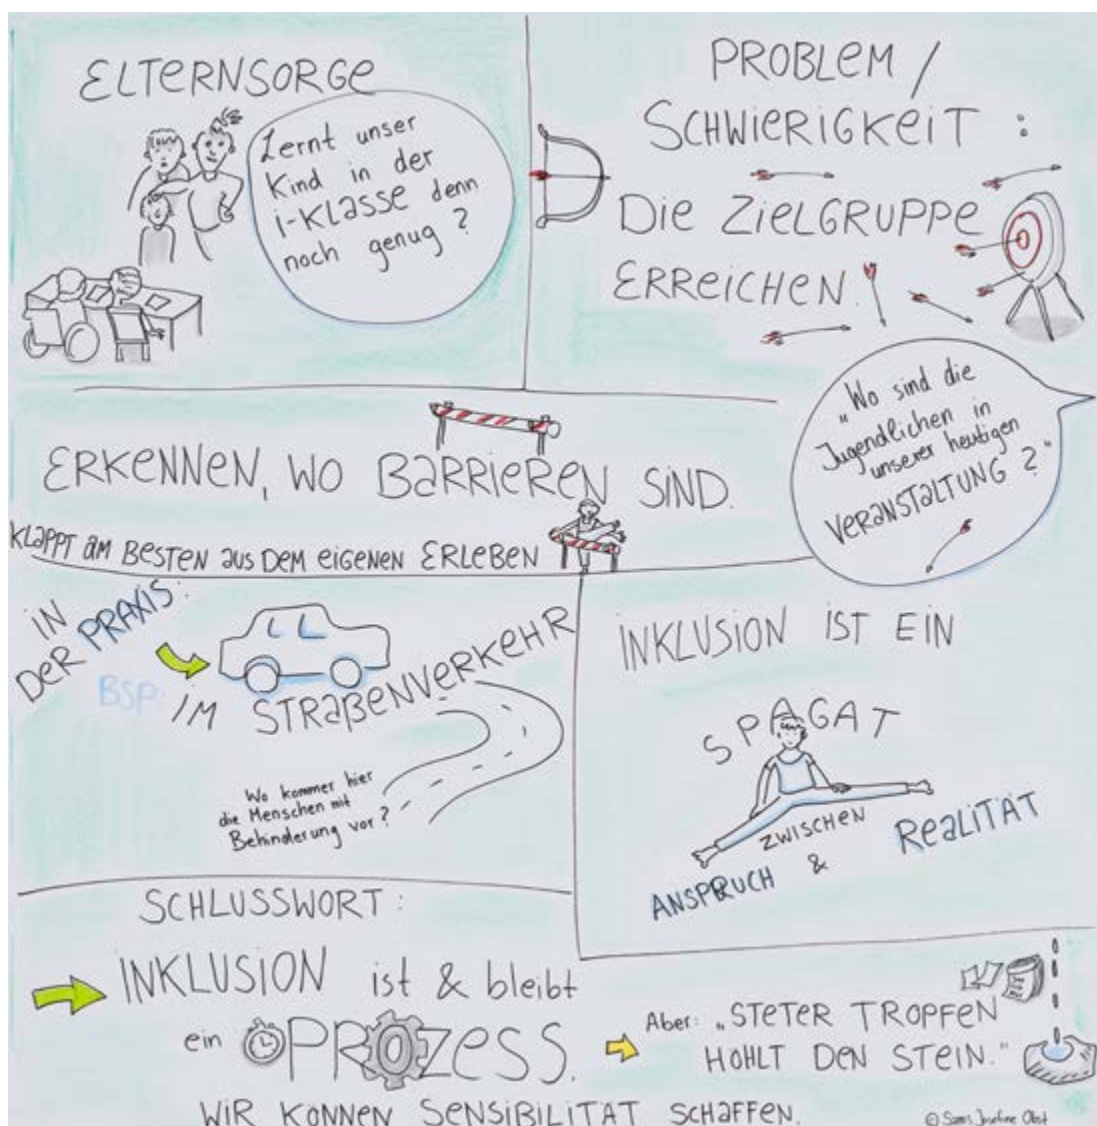 ELTERNSORGE
Lernt unser
Kind in der
i-Klasse denn
noch genug?
PROBLEM /
SCHWIERIGKEIT :
DIE ZIELGRUPPE
ERREICHEN.
"Wo sind die
Jugendlichen in
unserer heutigen
VERANSTALTUNG?"
ERKENNEN, WO BARRIEREN SIND.
KLAPPT AM BESTEN AUS DEM EIGENEN ERLEBEN
IN
DER PRAXIS:
BSP: IM STRAßENVERKEHR
Wo kommer hier
die Menschen mit
Behinderung vor?
INKLUSION IST EIN
SPAGAT
ZWISCHEN
ANSPRUCH & REALITÄT
SCHLUSSWORT:
INKLUSION ist & bleibt
ein PROZESS.
WIR KÖNNEN SENSIBILITÄT SCHAFFEN.
Aber: „STETER TROPFEN
HÖHLT DEN STEIN."
©